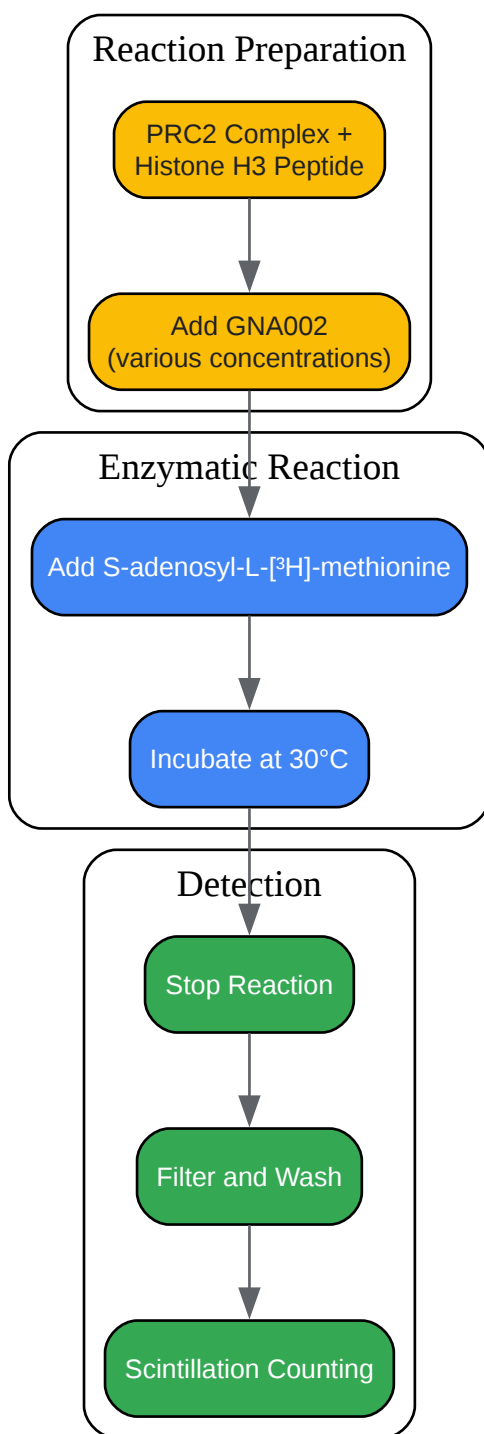 Reaction Preparation
PRC2 Complex +
Histone H3 Peptide
Add GNA002
(various concentrations)
Enzymatic Reaction
Add S-adenosyl-L-[³H]-methionine
Incubate at 30°C
Detection
Stop Reaction
Filter and Wash
Scintillation Counting